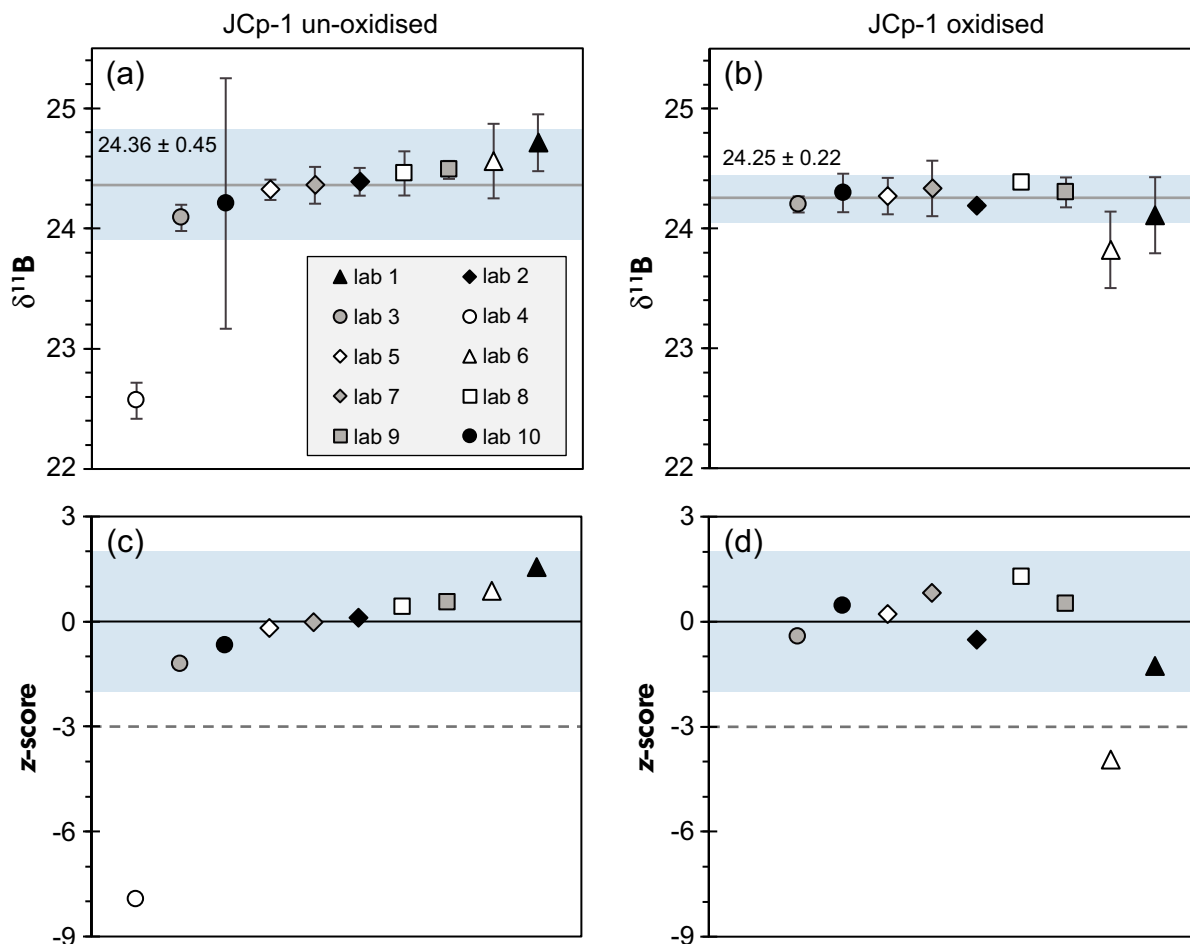 JCp-1 un-oxidised
JCp-1 oxidised
(a)
25
24
23
22
δ¹¹B
24.36 ± 0.45
lab 1
lab 2
lab 3
lab 4
lab 5
lab 6
lab 7
lab 8
lab 9
lab 10
(b)
25
24
23
22
δ¹¹B
24.25 ± 0.22
(c)
3
0
-3
-6
-9
z-score
(d)
3
0
-3
-6
-9
z-score